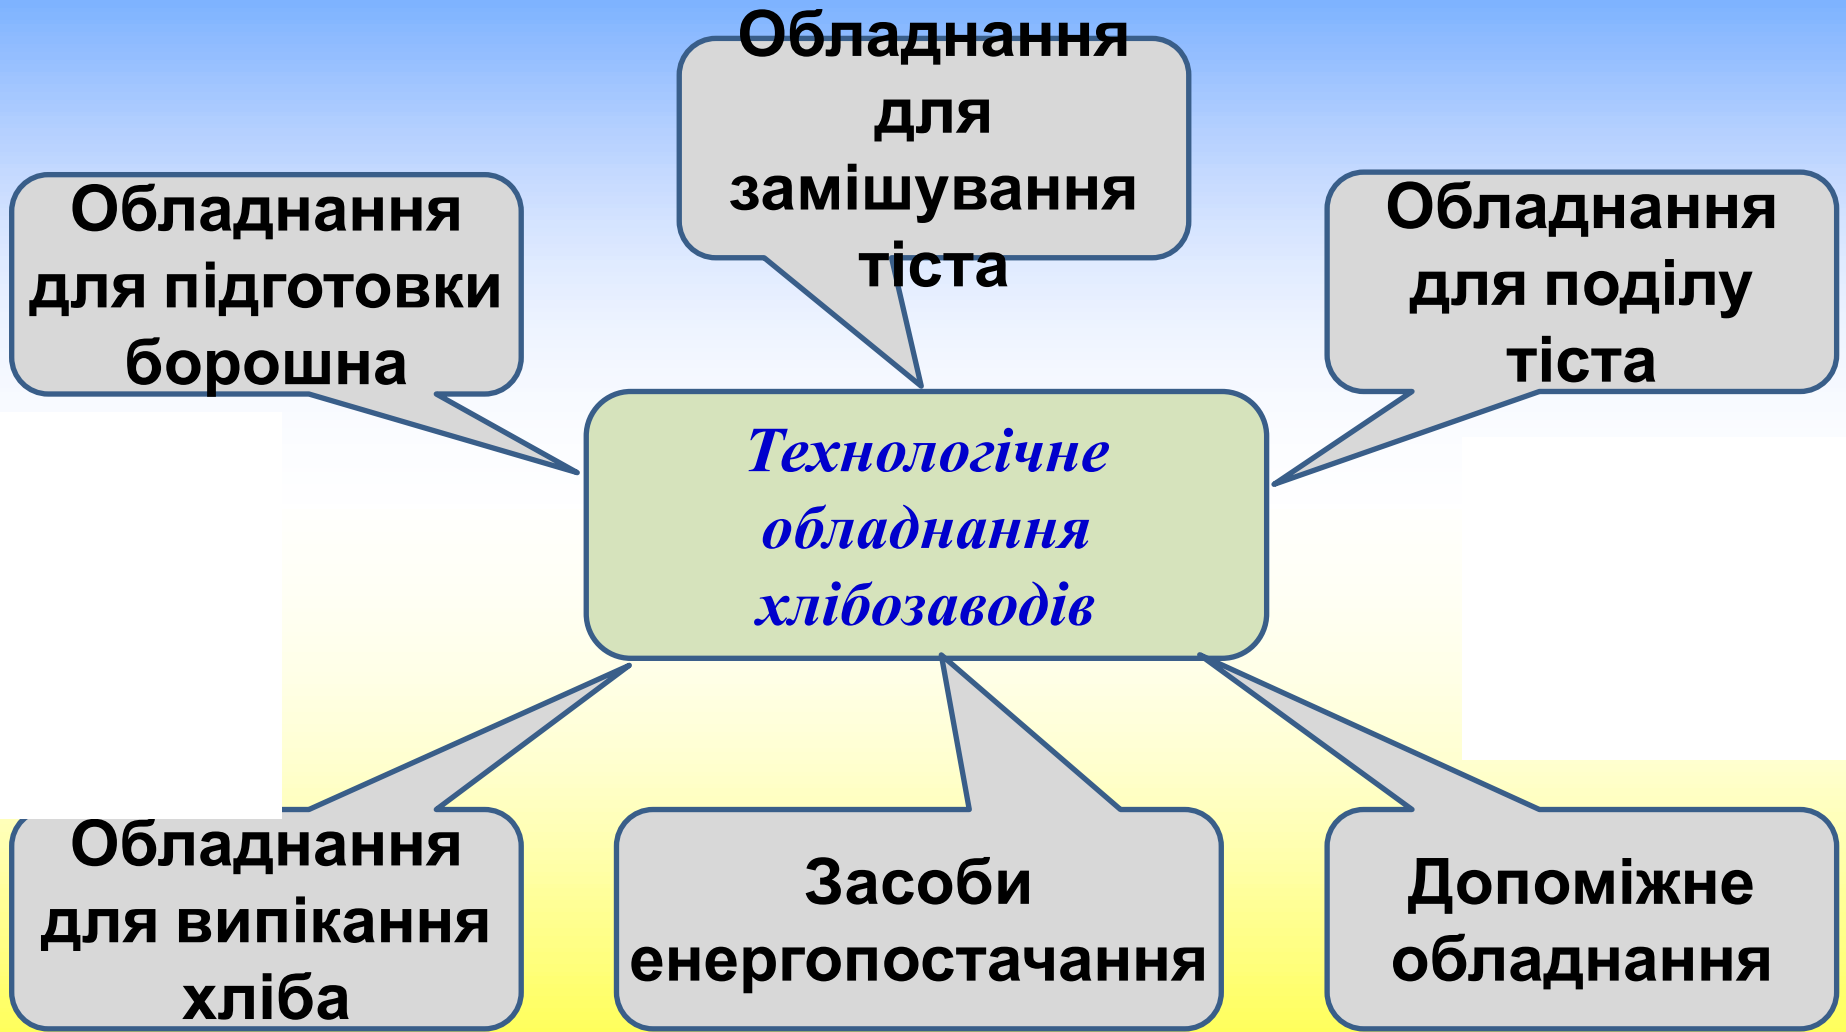 Обладнання
для
замішування
тіста
Обладнання
для підготовки
борошна
Обладнання
для поділу
тіста
Технологічне
обладнання
хлібозаводів
Обладнання
для випікання
хліба
Засоби
енергопостачання
Допоміжне
обладнання